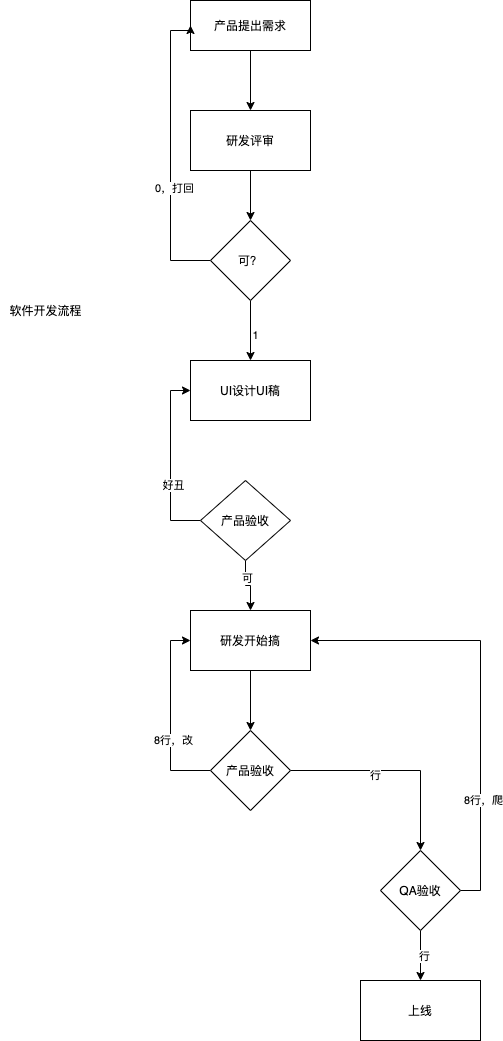 产品提出需求
研发评审
0，打回
可?
软件开发流程
1
UI设计UI稿
好丑
产品验收
可
研发开始搞
8行，改
产品验收
行
8行，爬
QA验收
行
上线